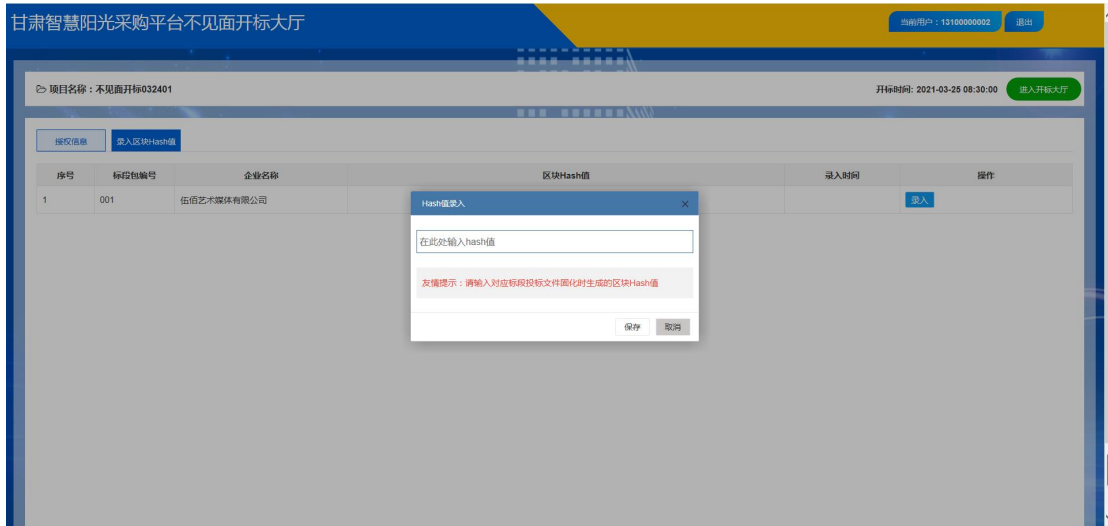 甘肃智慧阳光采购平台不见面开标大厅
当前用户：13100000002
退出
项目名称：不见面开标032401
开标时间: 2021-03-25 08:30:00
进入开标大厅
授权信息
录入区块Hash值
序号
标段包编号
企业名称
区块Hash值
录入时间
操作
1
001
伍佰艺术媒体有限公司
录入
Hash值录入
×
在此处输入hash值
友情提示：请输入对应标段投标文件固化时生成的区块Hash值
保存
取消